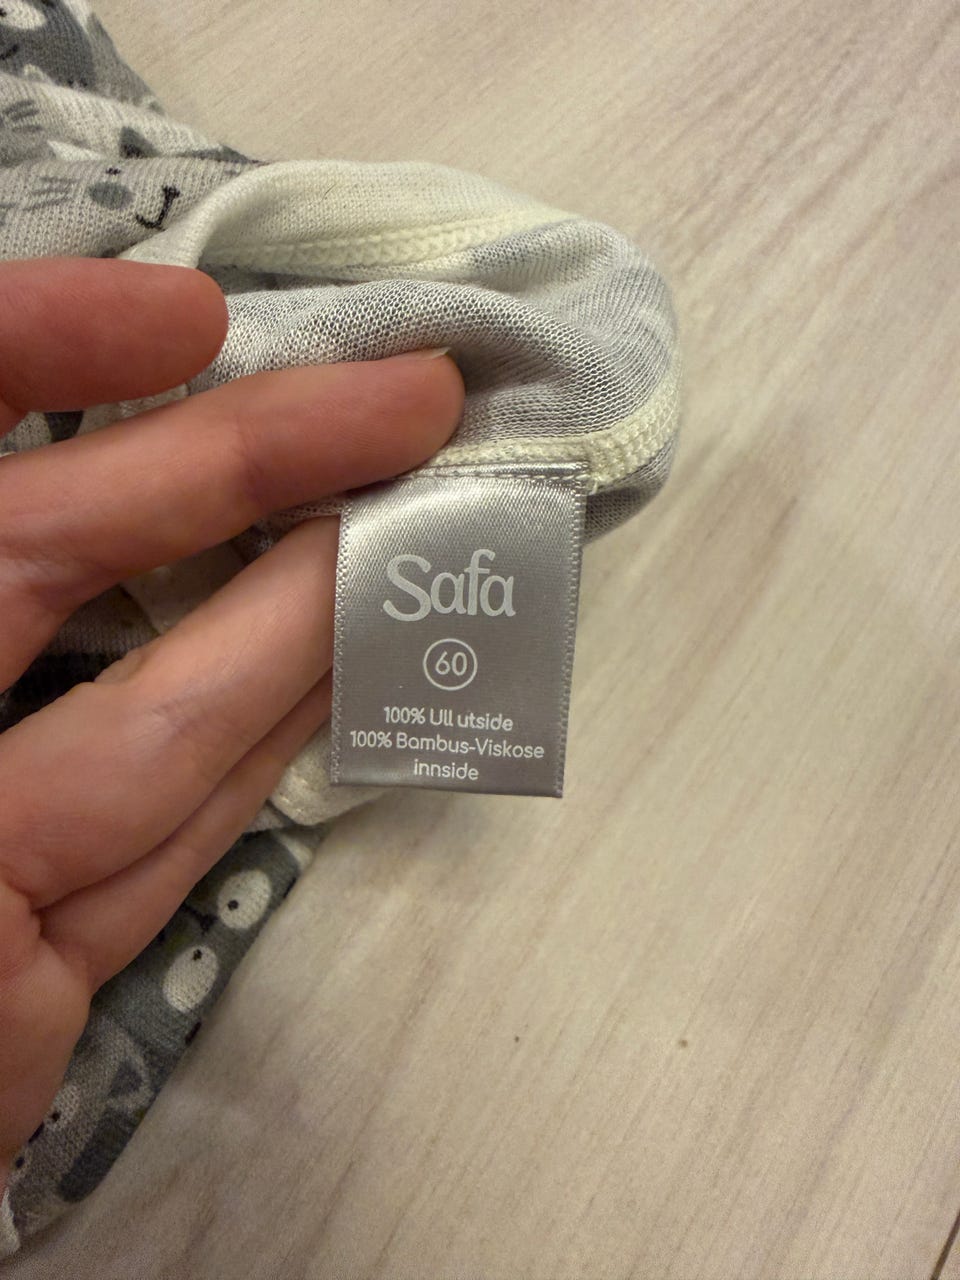 Safa
60
100% Ull utside
100% Bambus-Viskose
innside